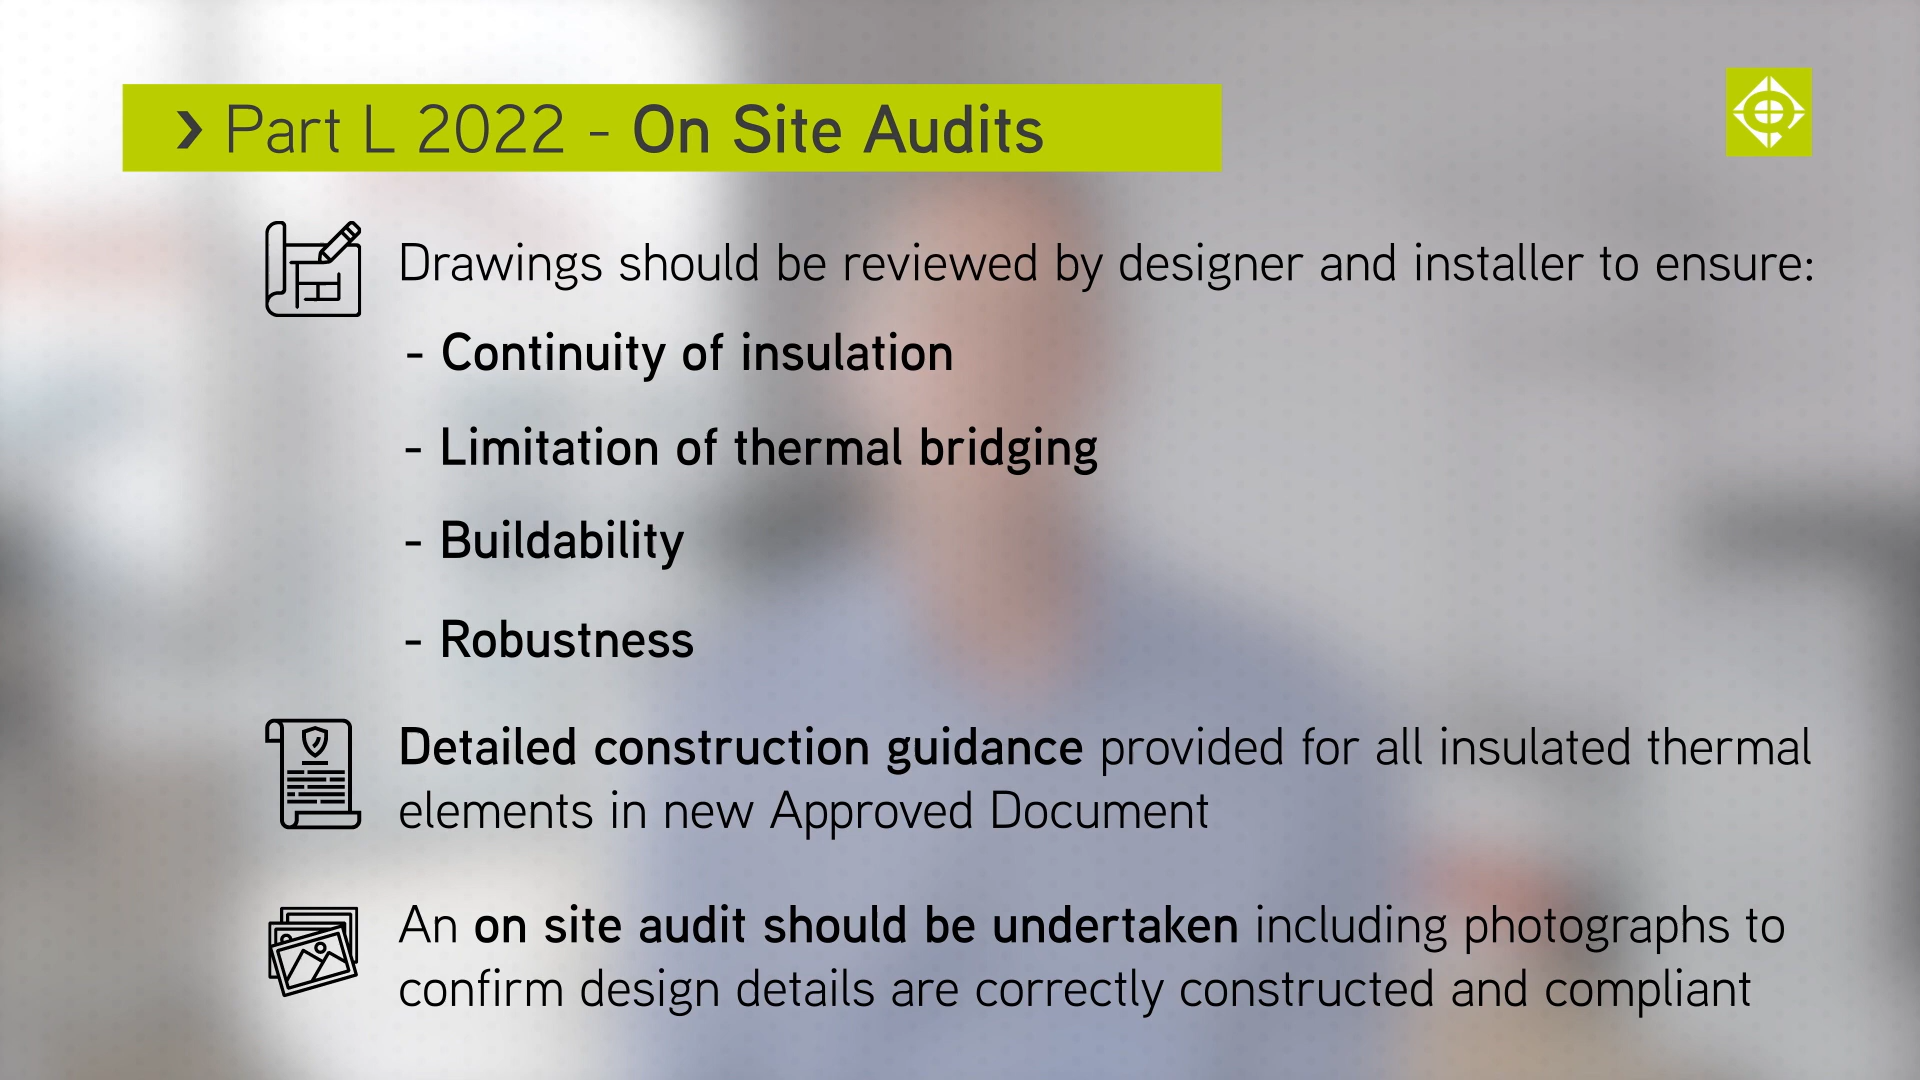 › Part L 2022 - On Site Audits
Drawings should be reviewed by designer and installer to ensure:
- Continuity of insulation
- Limitation of thermal bridging
- Buildability
- Robustness
Detailed construction guidance provided for all insulated thermal
elements in new Approved Document
An on site audit should be undertaken including photographs to
confirm design details are correctly constructed and compliant